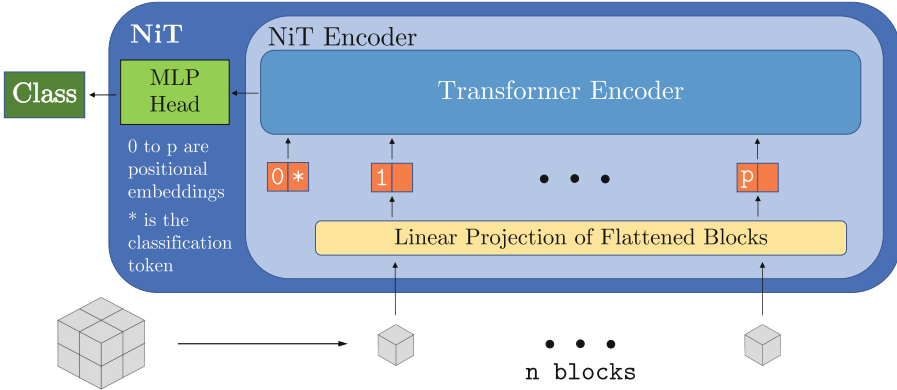 NiT
NiT Encoder
MLP
Head
Class
Transformer Encoder
0 to p are
positional
embeddings
* is the
classification
token
0 *
1
p
Linear Projection of Flattened Blocks
n blocks